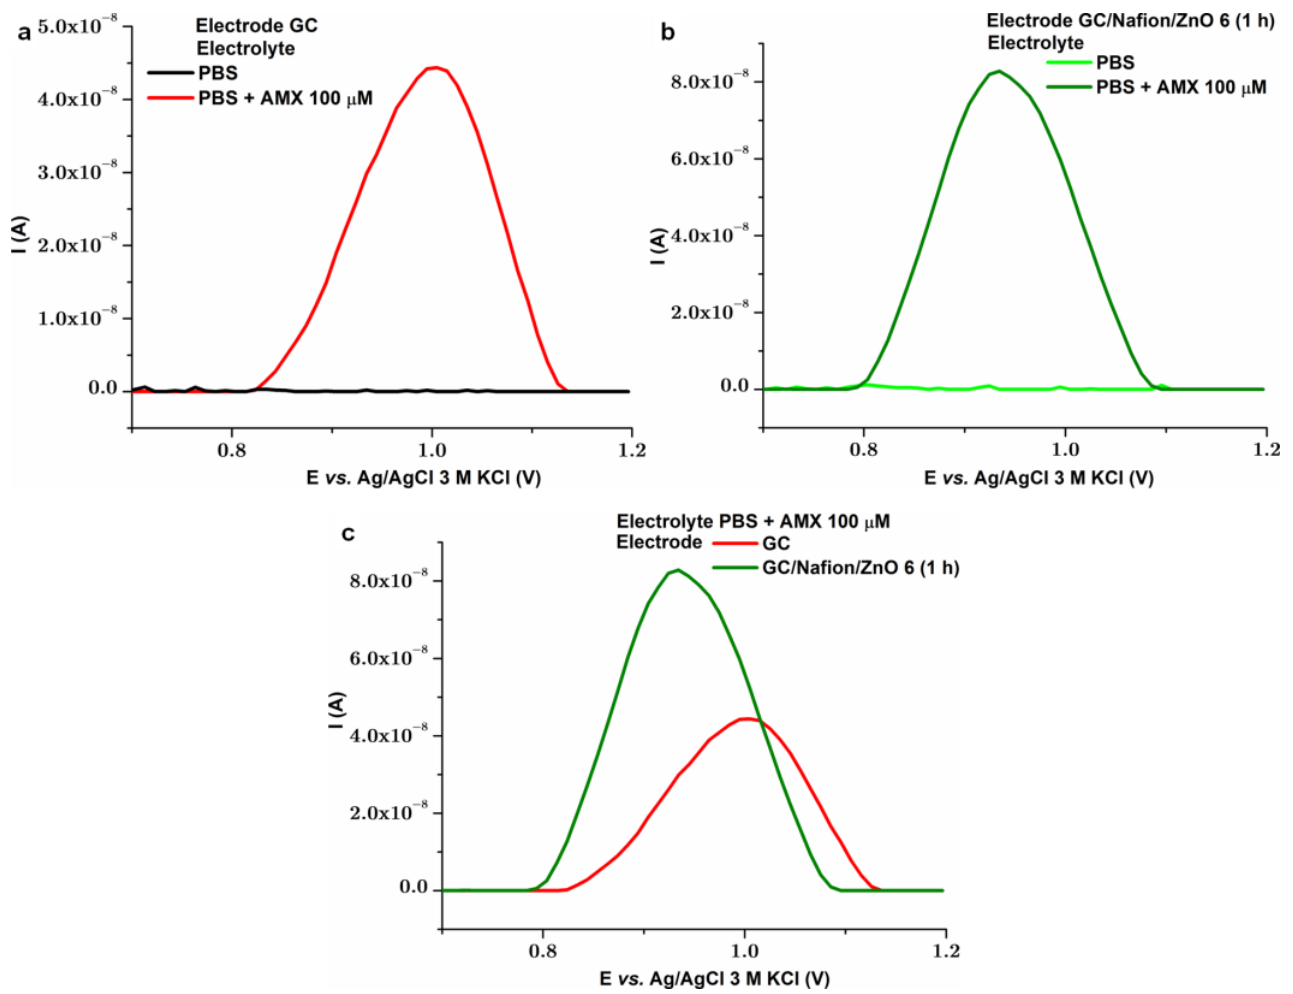 a
Electrode GC
Electrolyte
PBS
PBS + AMX 100 μM
5.0x10⁻⁸
4.0x10⁻⁸
3.0x10⁻⁸
2.0x10⁻⁸
1.0x10⁻⁸
0.0
I (A)
0.8 1.0 1.2
E vs. Ag/AgCl 3 M KCl (V)
b
Electrode GC/Nafion/ZnO 6 (1 h)
Electrolyte
PBS
PBS + AMX 100 μM
8.0x10⁻⁸
6.0x10⁻⁸
4.0x10⁻⁸
2.0x10⁻⁸
0.0
I (A)
0.8 1.0 1.2
E vs. Ag/AgCl 3 M KCl (V)
c
Electrolyte PBS + AMX 100 μM
Electrode GC
GC/Nafion/ZnO 6 (1 h)
8.0x10⁻⁸
6.0x10⁻⁸
4.0x10⁻⁸
2.0x10⁻⁸
0.0
I (A)
0.8 1.0 1.2
E vs. Ag/AgCl 3 M KCl (V)